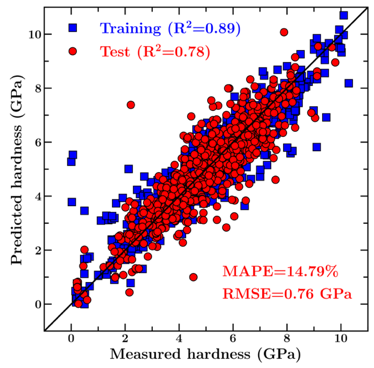 Training (R²=0.89)
Test (R²=0.78)
10
8
6
4
2
0
Predicted hardness (GPa)
MAPE=14.79%
RMSE=0.76 GPa
0 2 4 6 8 10
Measured hardness (GPa)